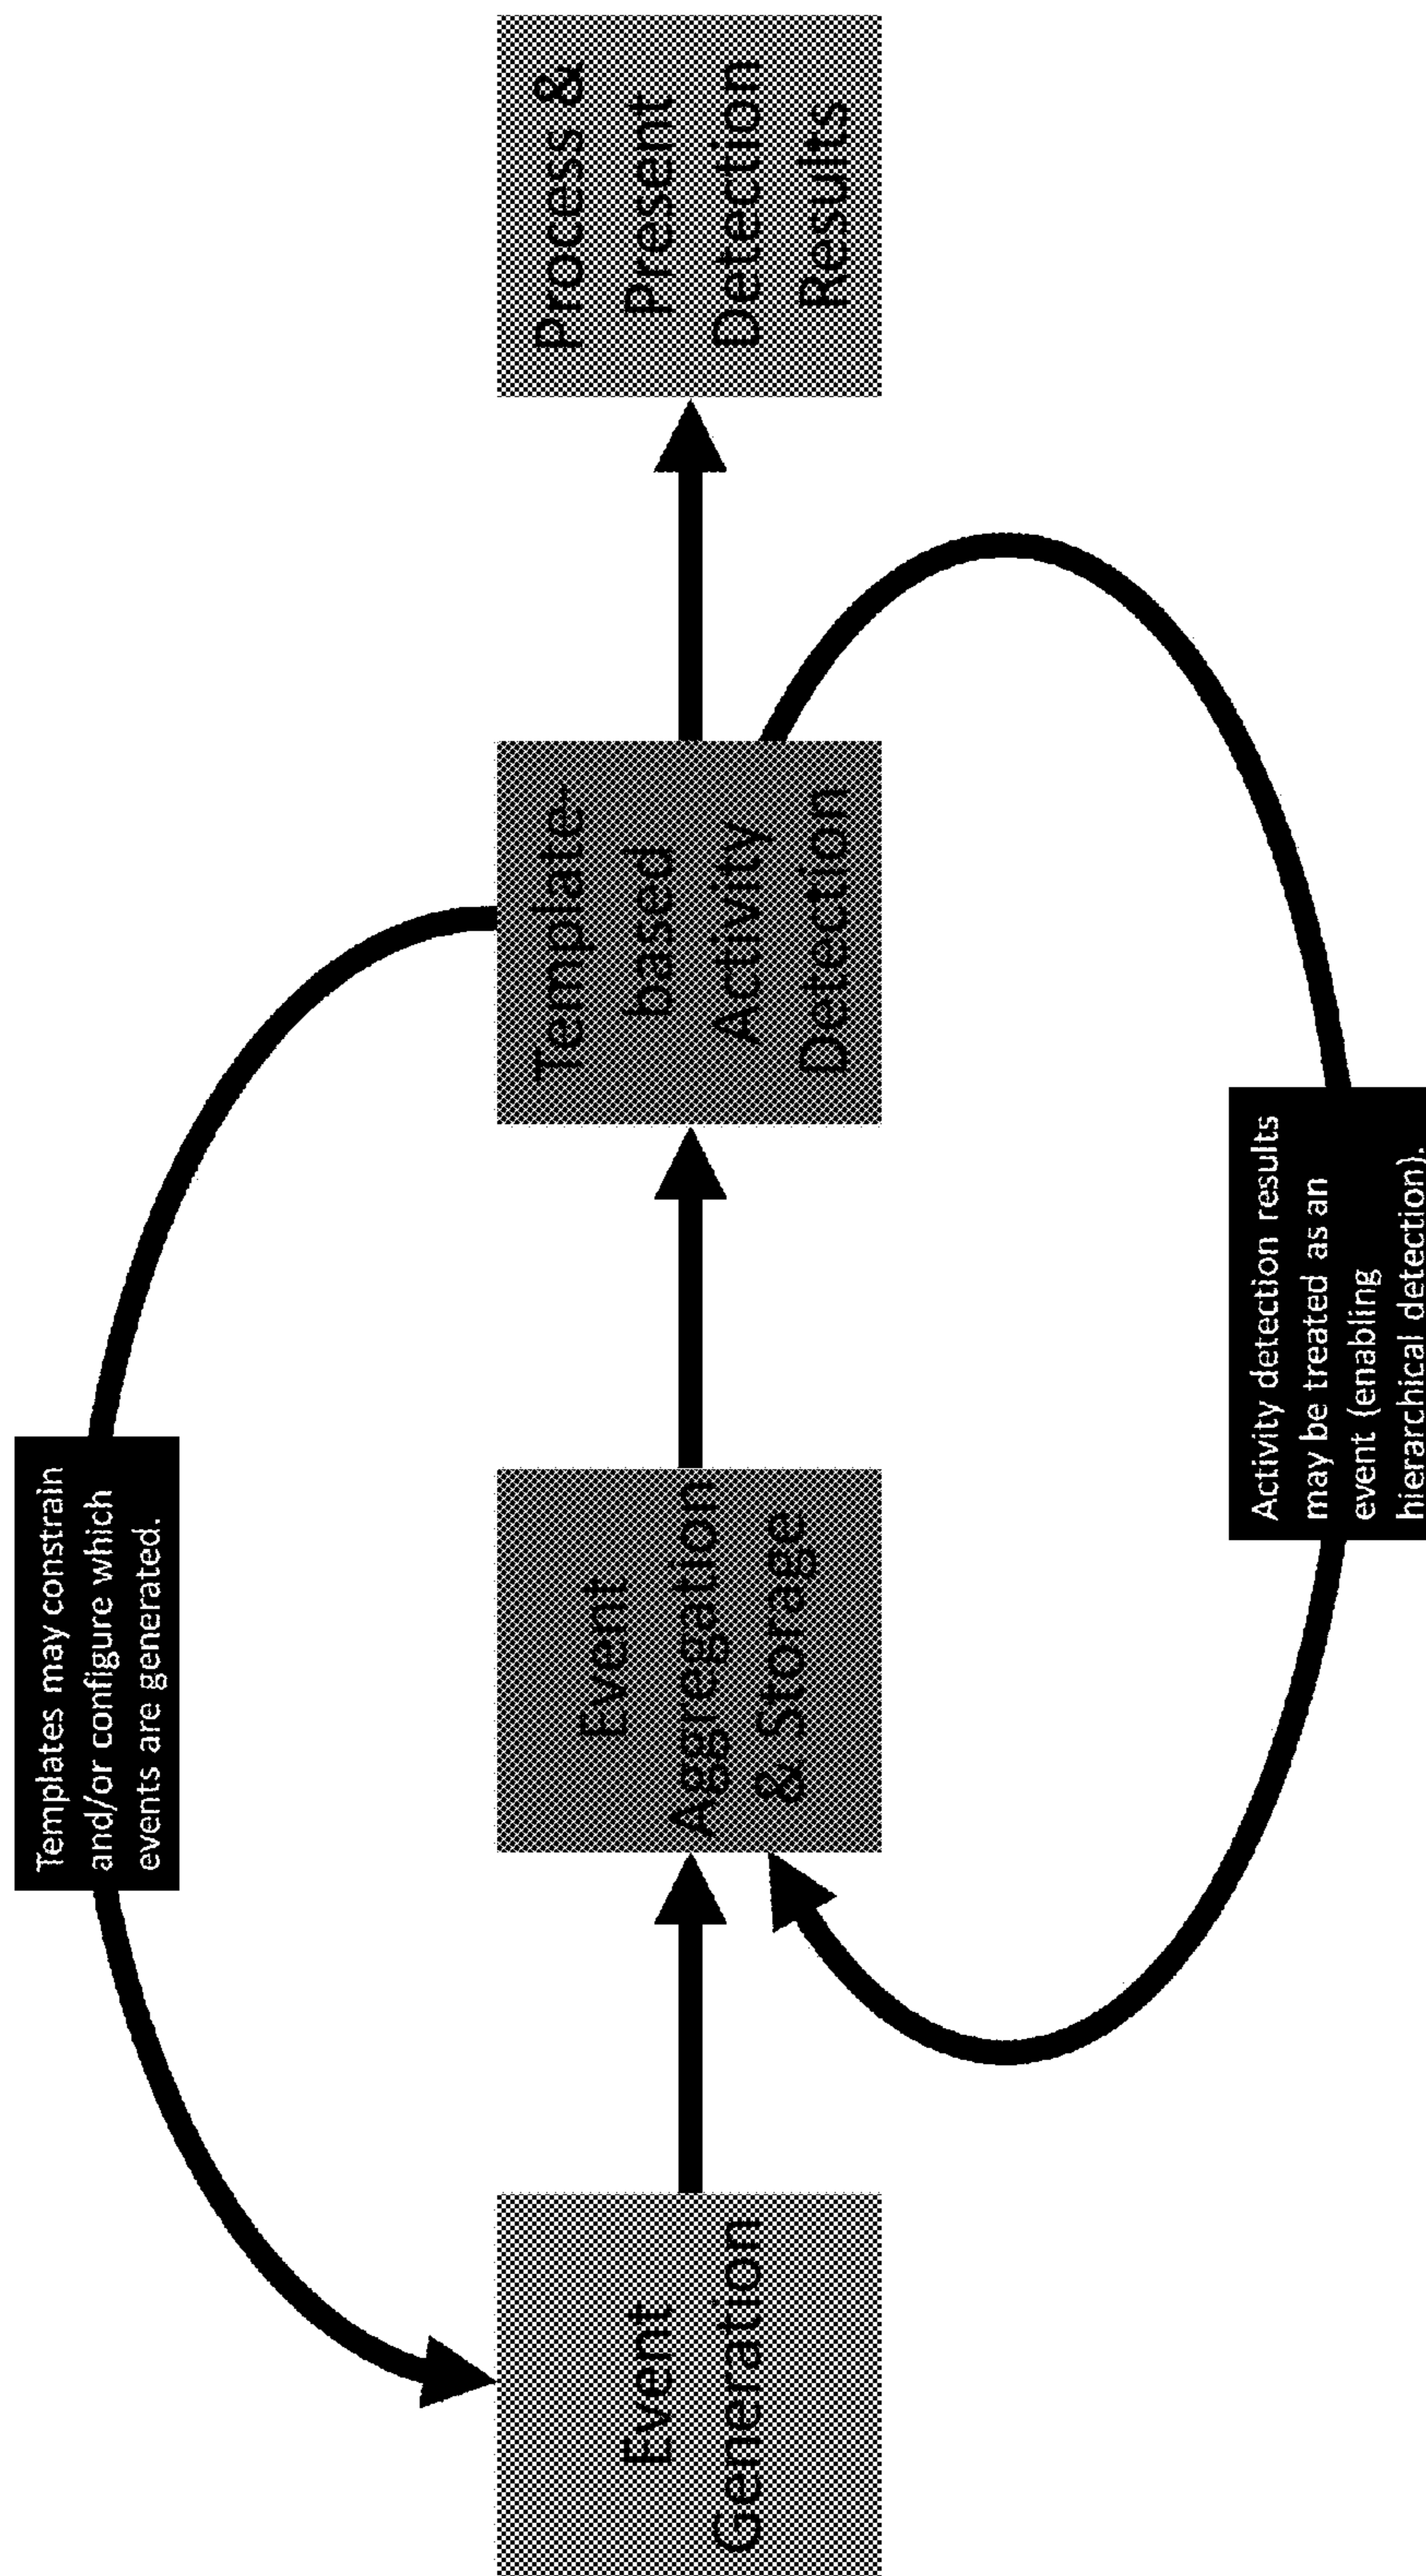 Templates may constrain
and/or configure which
events are generated.
Event
Generation
Event
Aggregation
& Storage
Template-
based
Activity
Detection
Process &
Present
Detection
Results
Activity detection results
may be treated as an
event (enabling
hierarchical detection).